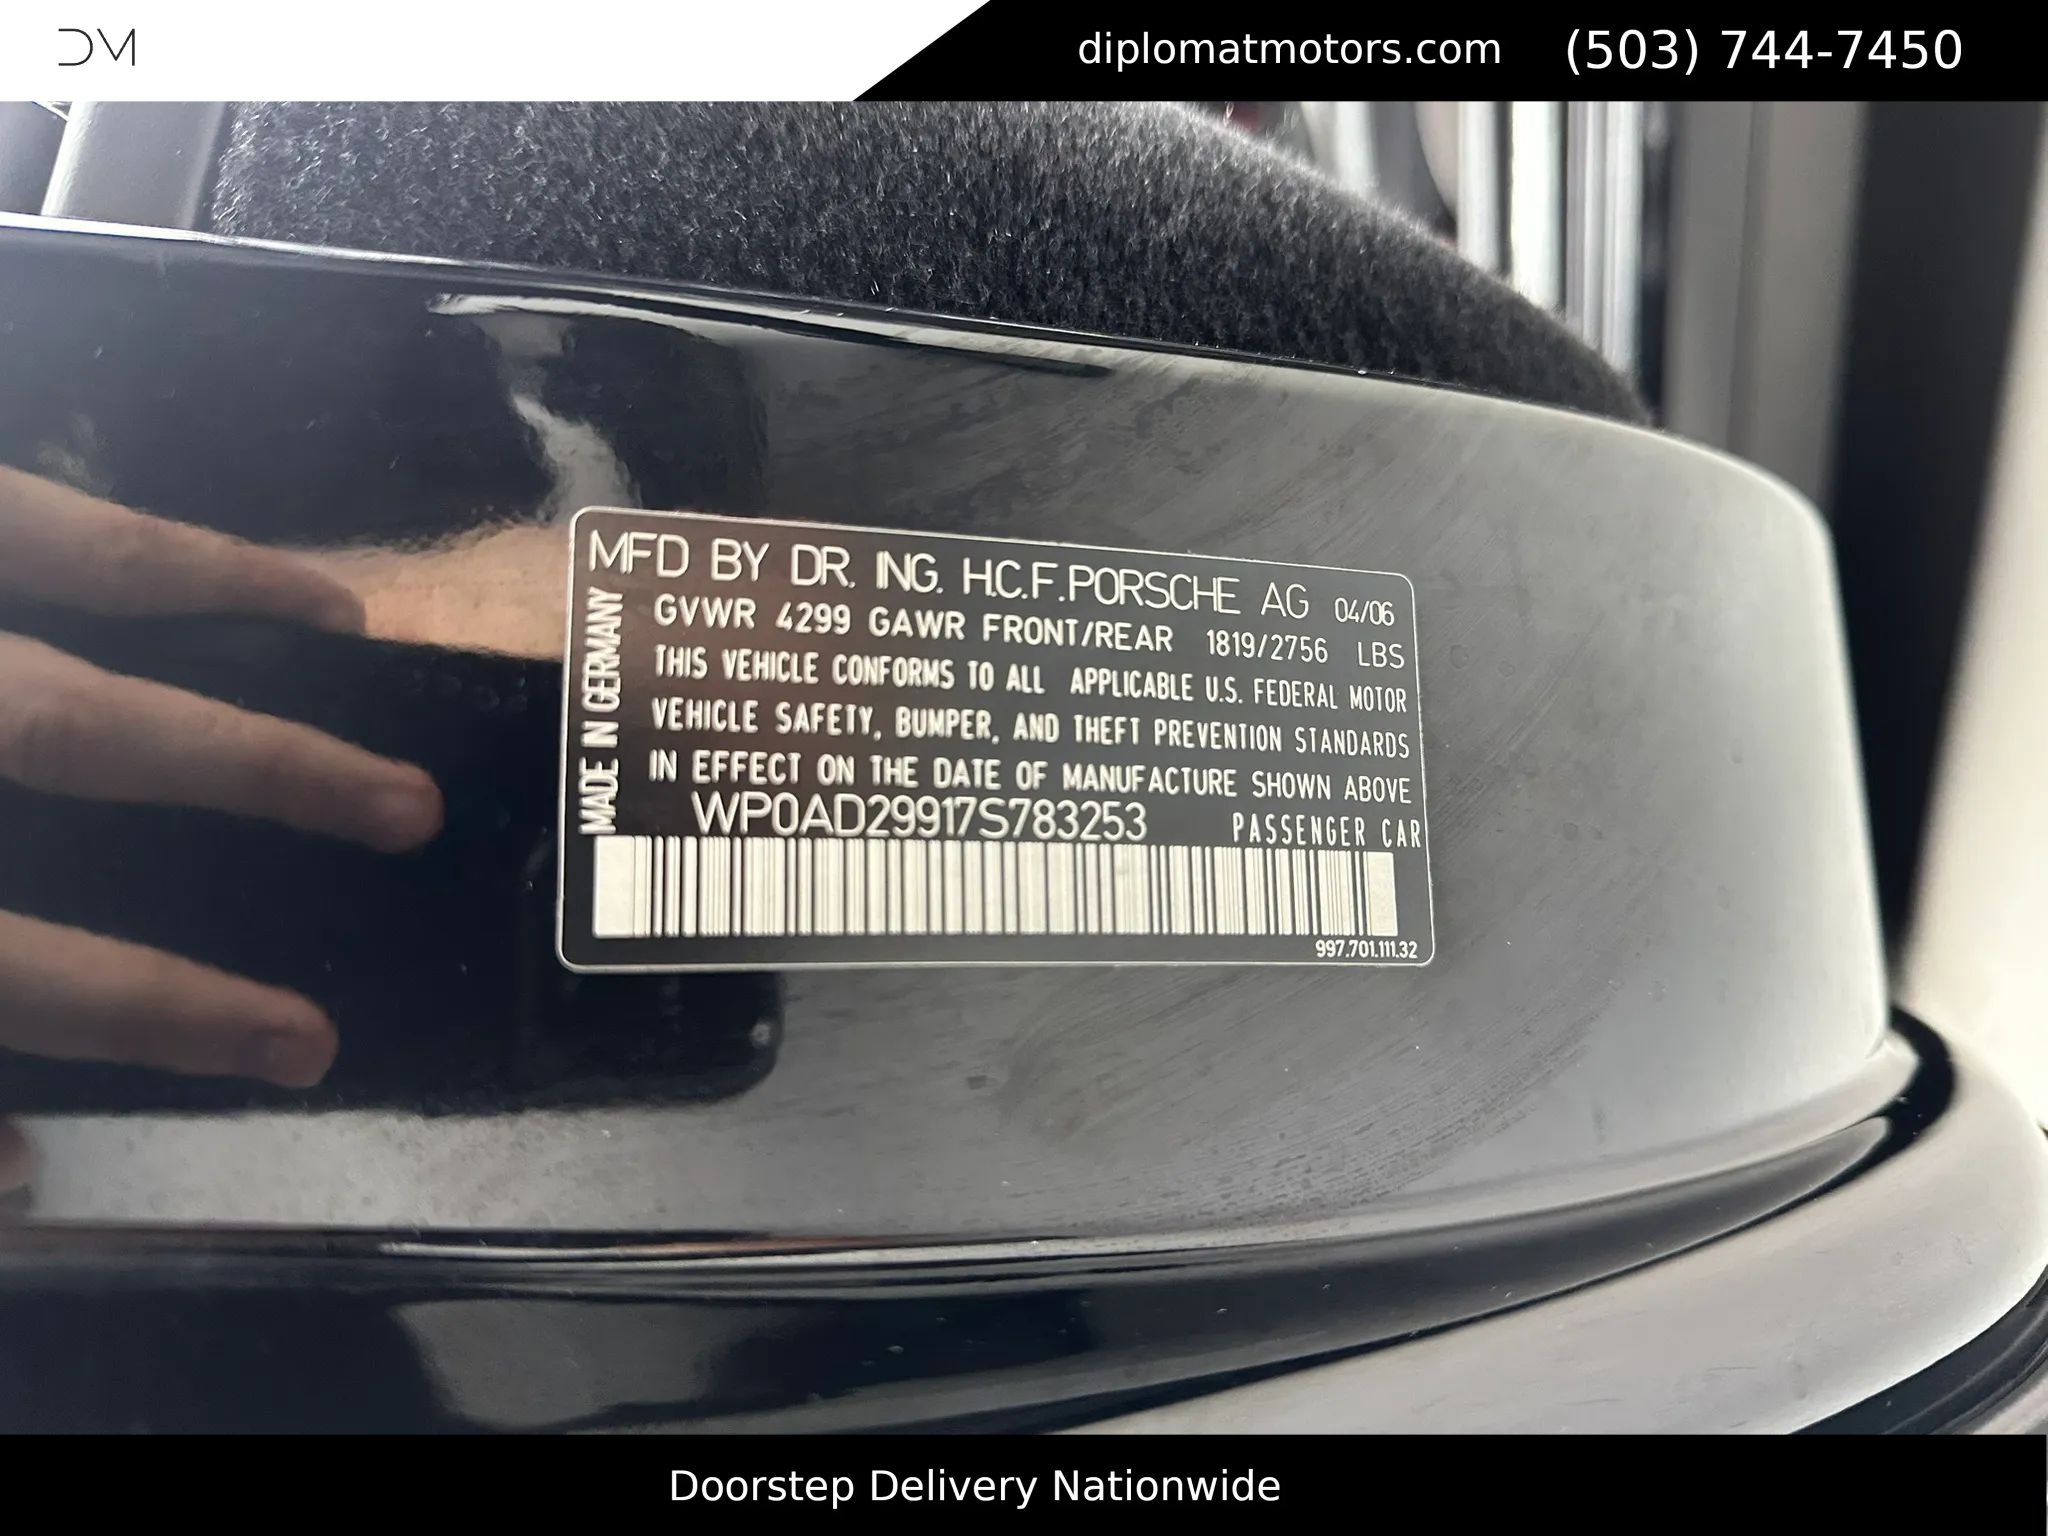 DM
diplomatmotors.com (503) 744-7450
MFD BY DR. ING. H.C.F.PORSCHE AG 04/06
GVWR 4299 GAWR FRONT/REAR 1819/2756 LBS
THIS VEHICLE CONFORMS TO ALL APPLICABLE U.S. FEDERAL MOTOR
VEHICLE SAFETY, BUMPER, AND THEFT PREVENTION STANDARDS
IN EFFECT ON THE DATE OF MANUFACTURE SHOWN ABOVE
WP0AD29917S783253 PASSENGER CAR
MADE IN GERMANY
997.701.111.32
Doorstep Delivery Nationwide